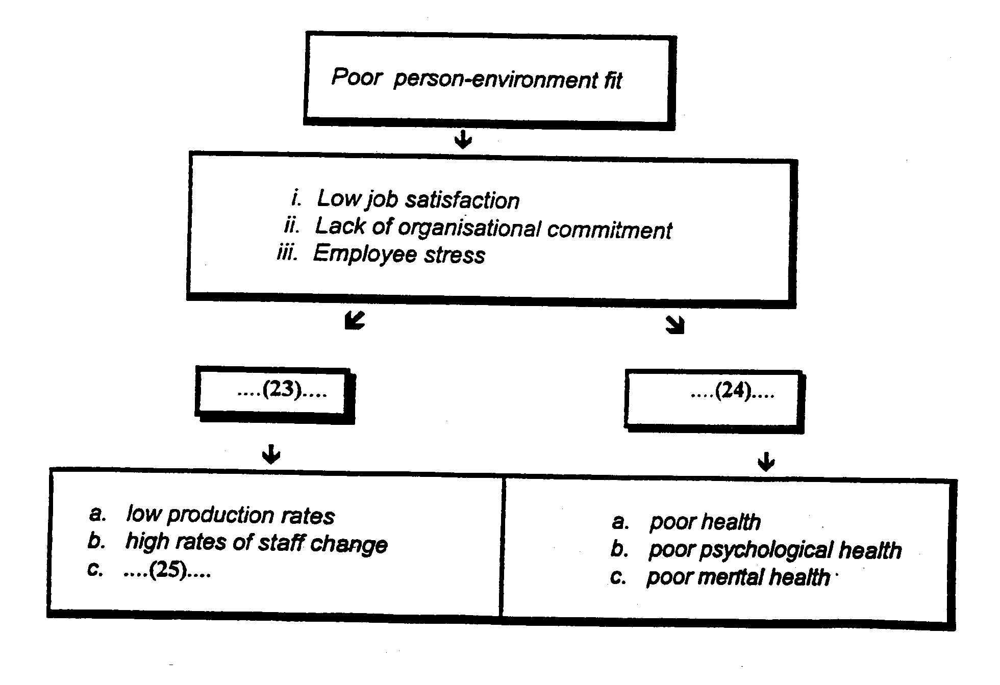 Poor person-environment fit
i. Low job satisfaction
ii. Lack of organisational commitment
iii. Employee stress
....(23)....
....(24)....
a. low production rates
b. high rates of staff change
c. ....(25)....
a. poor health
b. poor psychological health
c. poor mental health